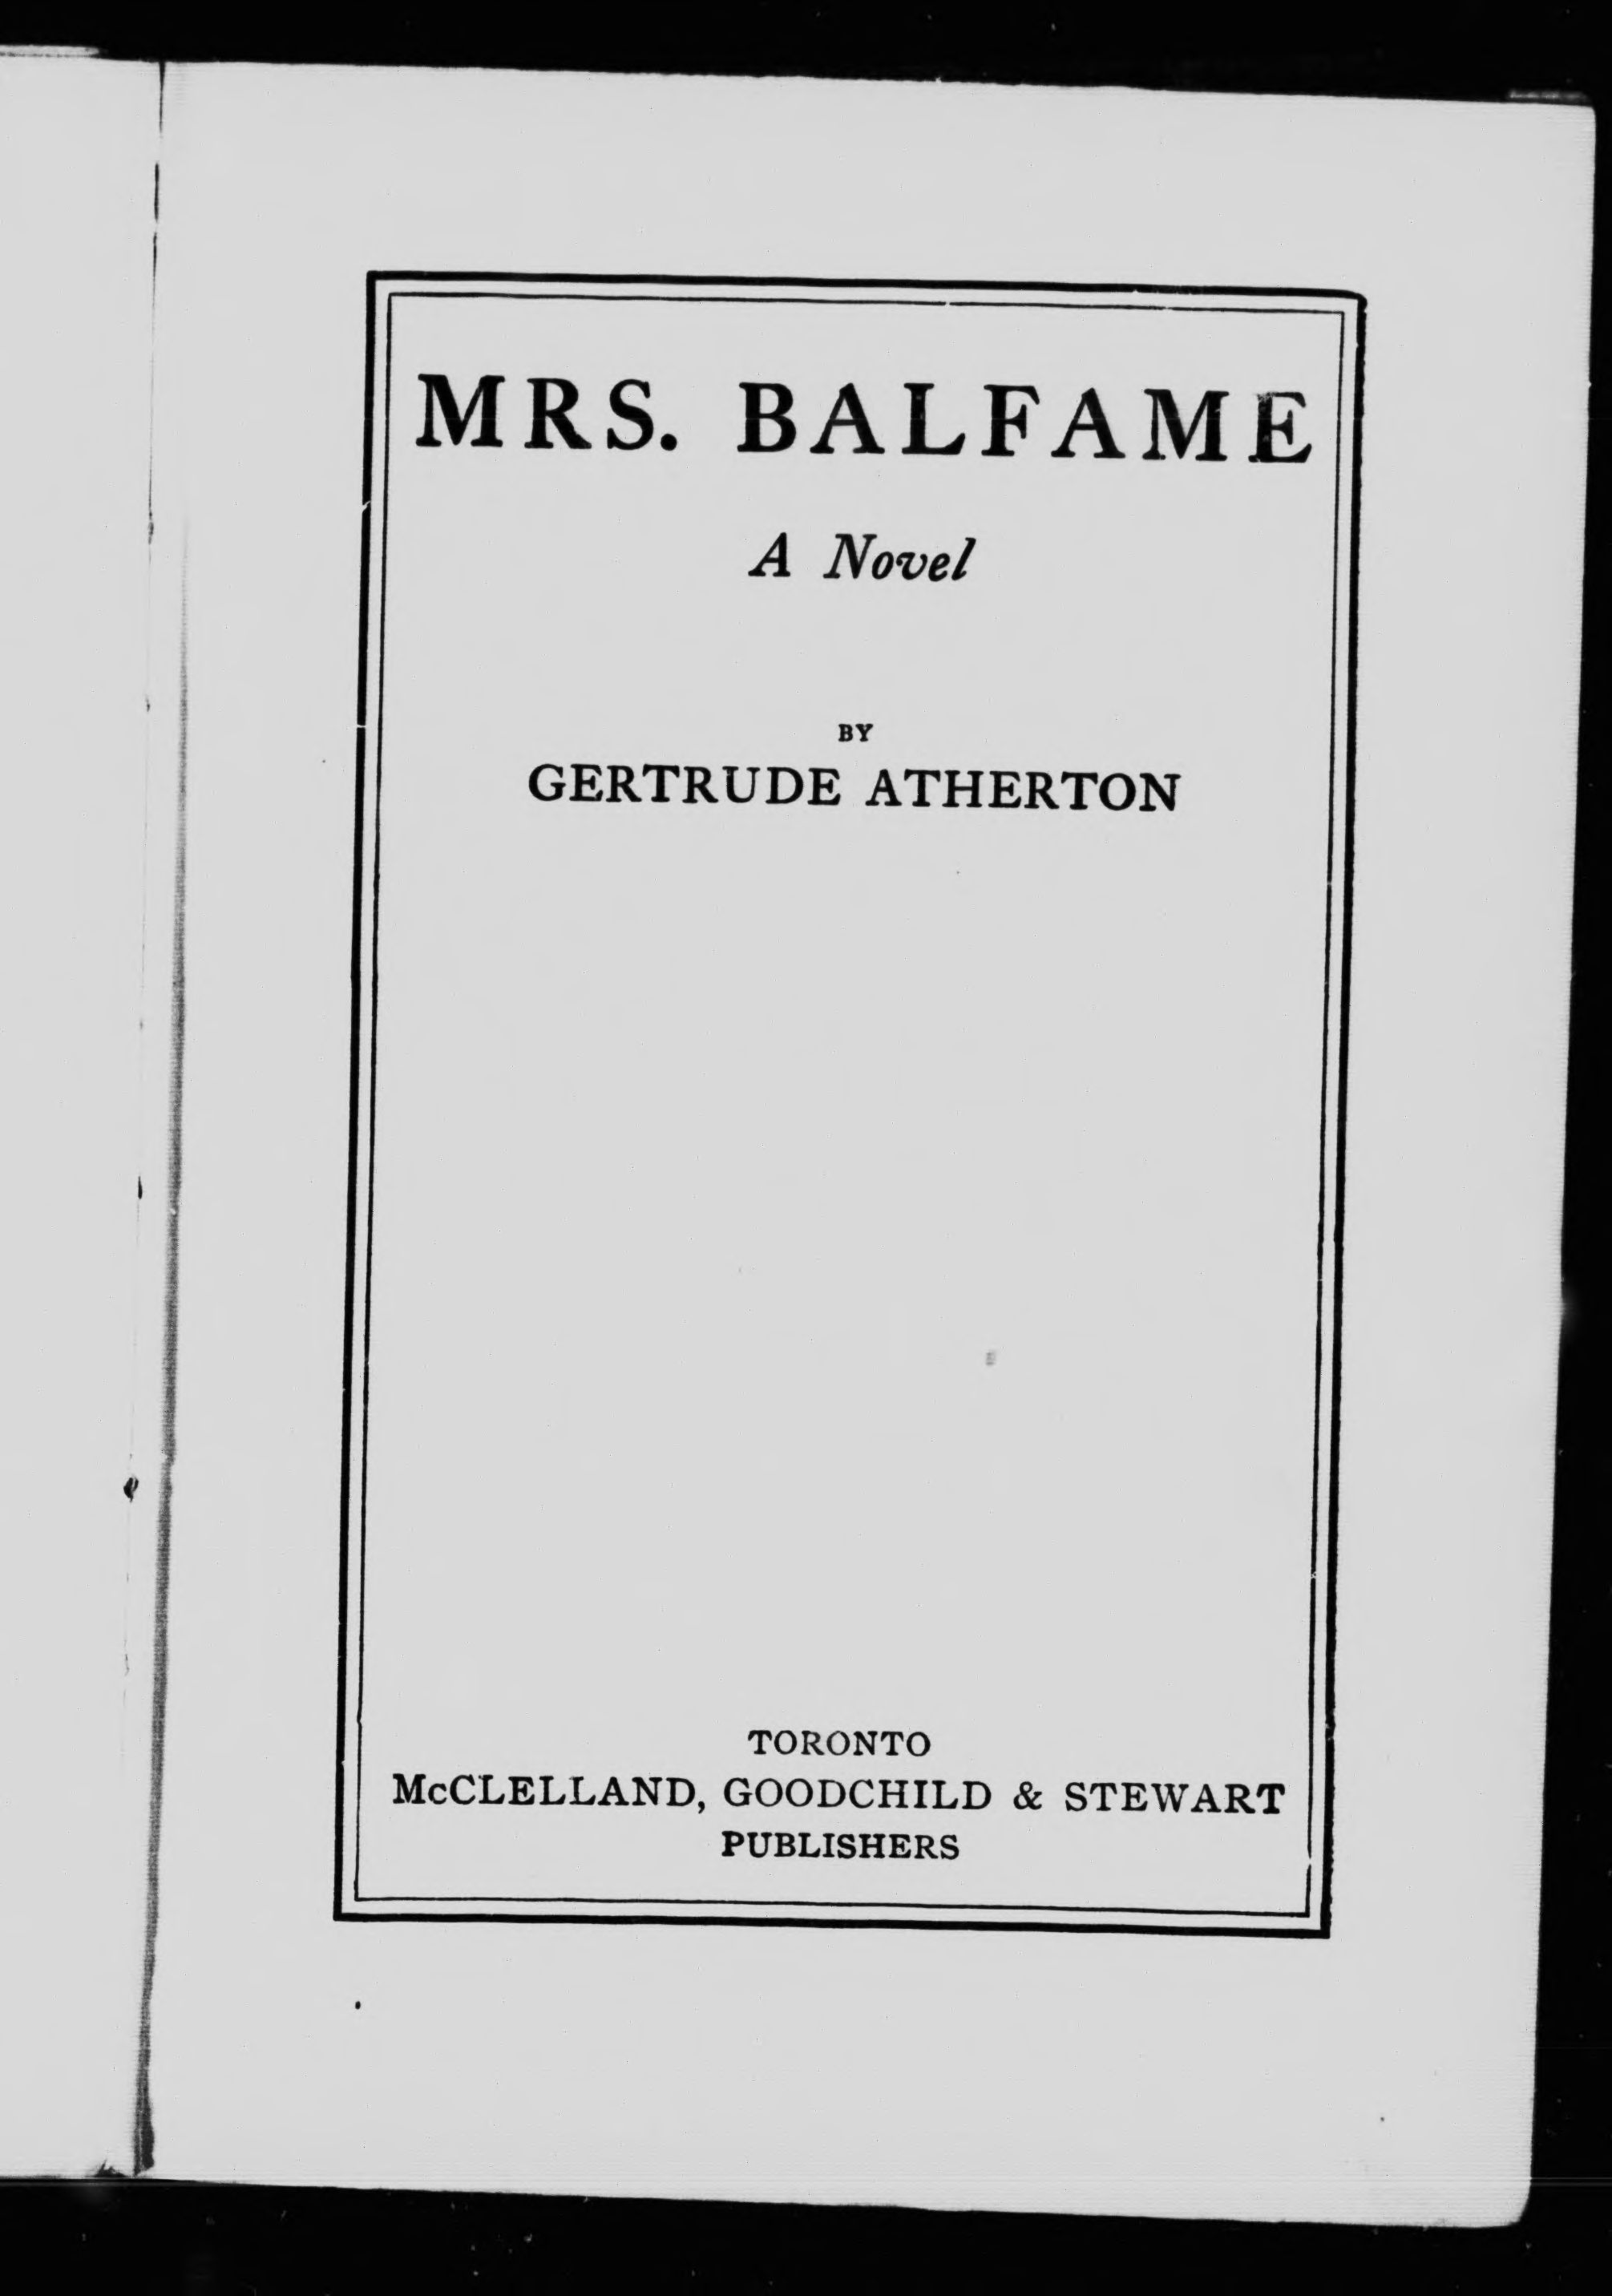 MRS. BALFAME
A Novel
BY
GERTRUDE ATHERTON
TORONTO
McCLELLAND, GOODCHILD & STEWART
PUBLISHERS